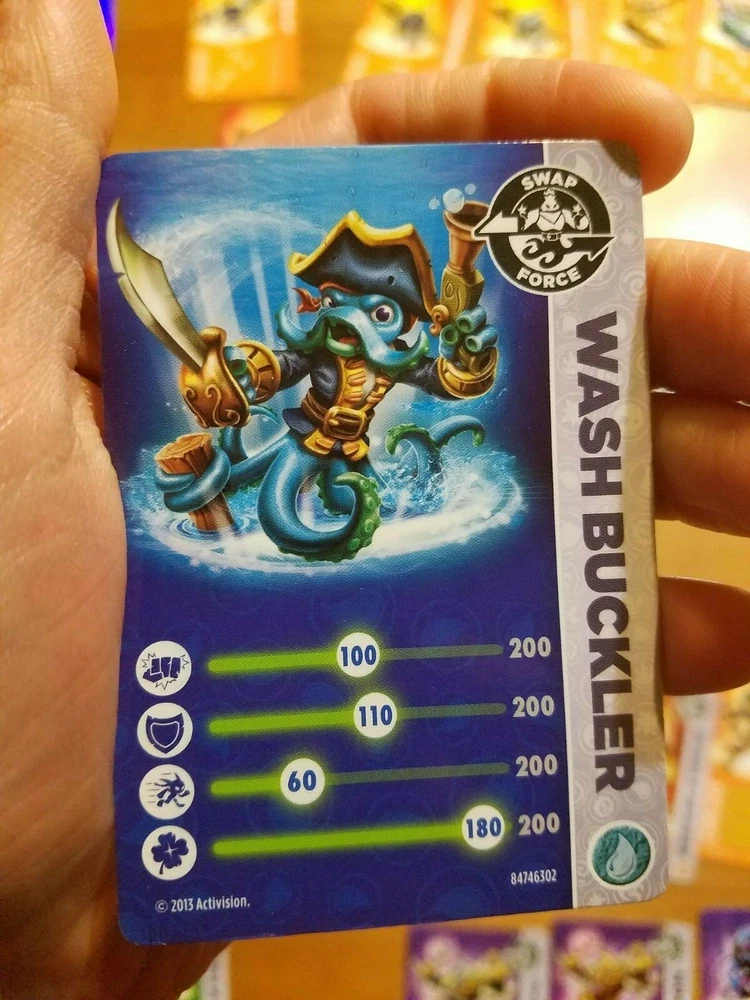 SWAP
FORCE
WASH BUCKLER
100 200
110 200
60 200
180 200
84746302
© 2013 Activision.